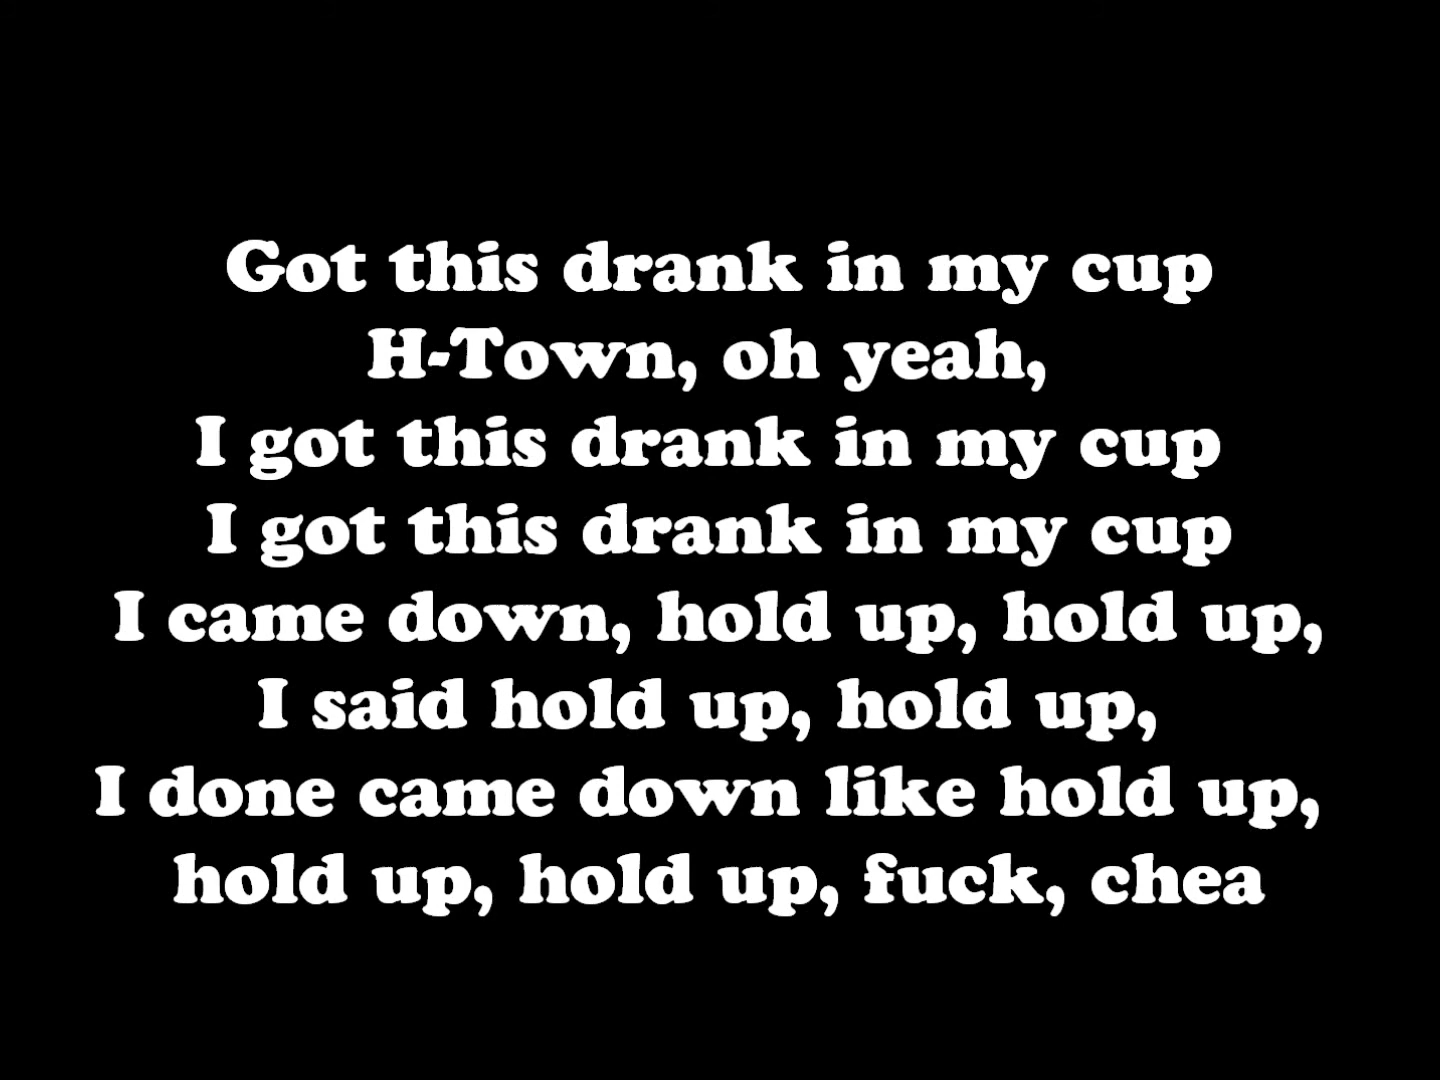 Got this drank in my cup
H-Town, oh yeah,
I got this drank in my cup
I got this drank in my cup
I came down, hold up, hold up,
I said hold up, hold up,
I done came down like hold up,
hold up, hold up, fuck, chea